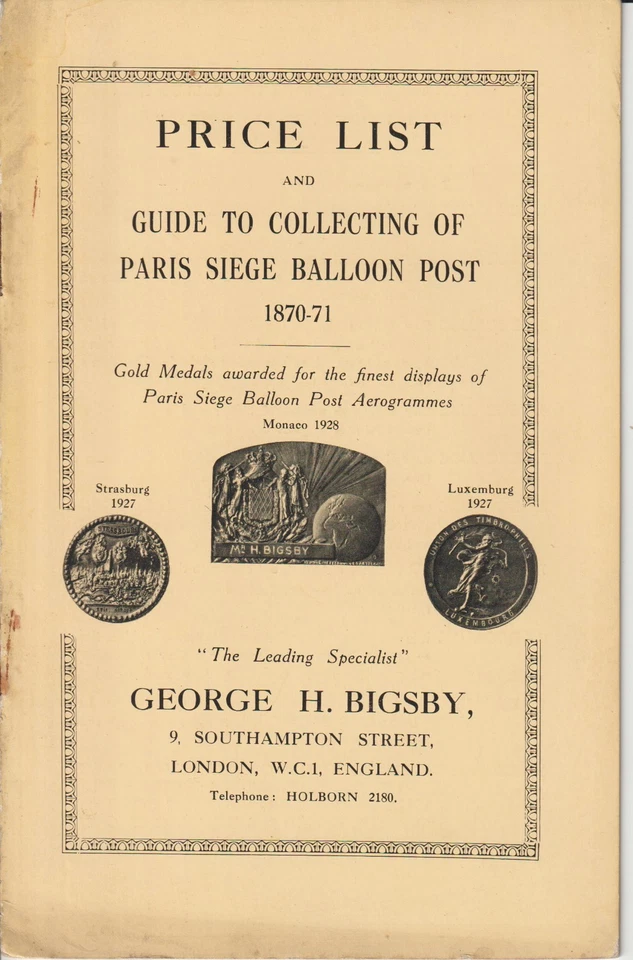 PRICE LIST
AND
GUIDE TO COLLECTING OF
PARIS SIEGE BALLOON POST
1870-71
Gold Medals awarded for the finest displays of
Paris Siege Balloon Post Aerogrammes
Monaco 1928
Strasburg
1927
Luxemburg
1927
Mr H. BIGSBY
UNION DES TIMBROPHILES
LUXEMBOURG
"The Leading Specialist"
GEORGE H. BIGSBY,
9, SOUTHAMPTON STREET,
LONDON, W.C.1, ENGLAND.
Telephone: HOLBORN 2180.